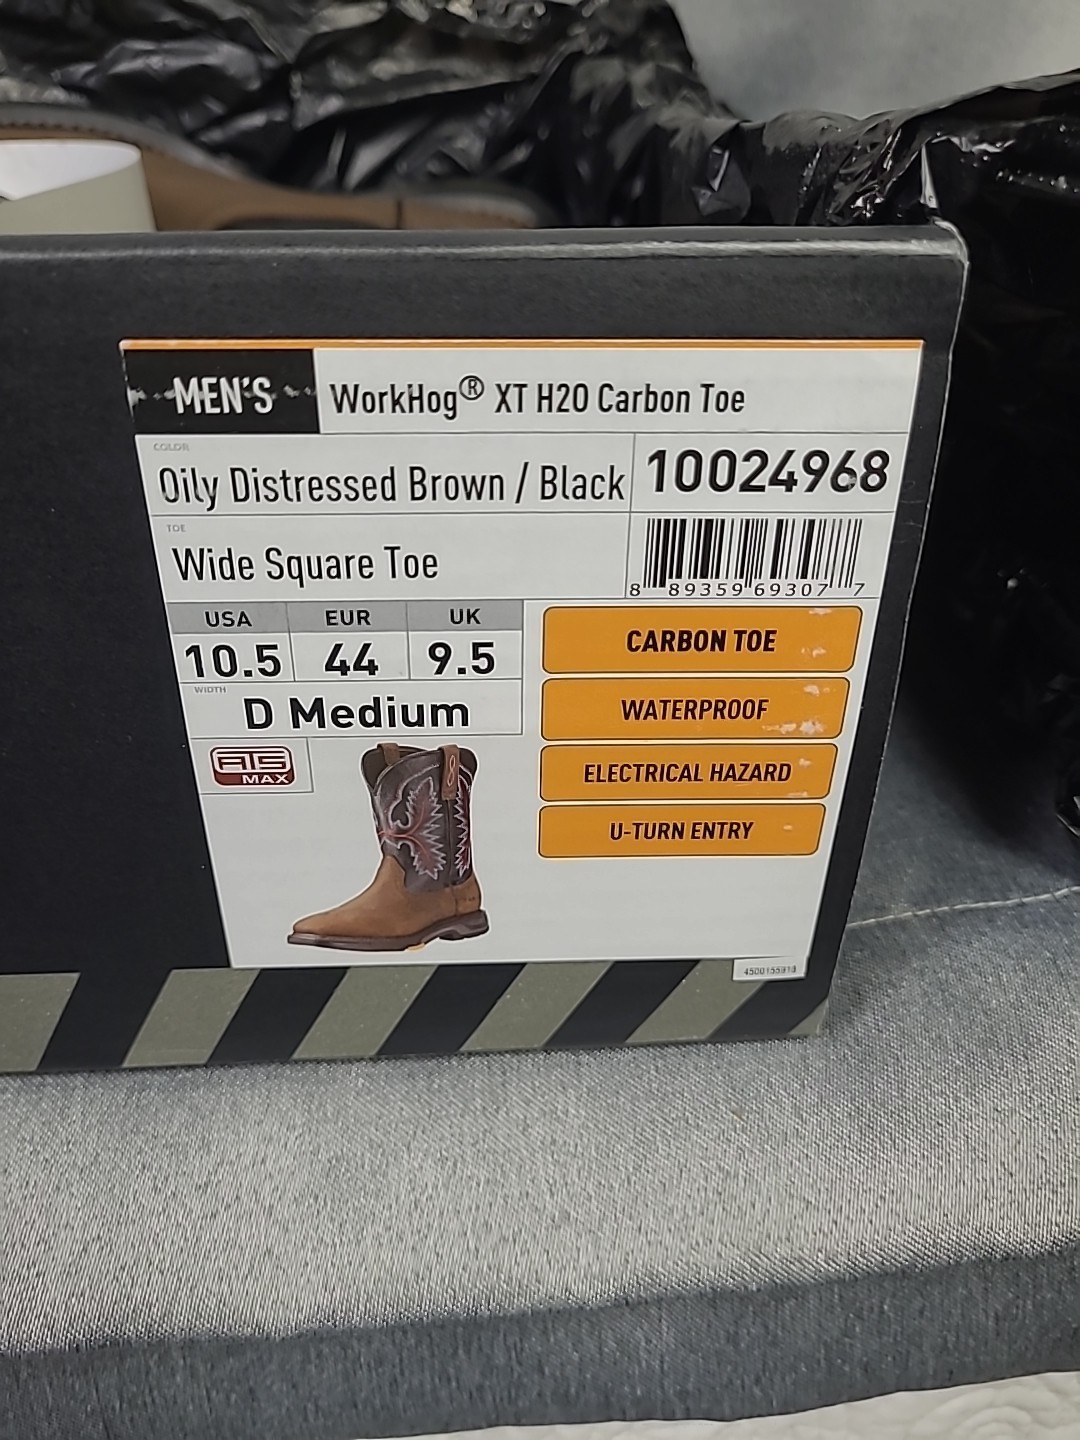 MEN'S
WorkHog® XT H20 Carbon Toe
COLOR
Oily Distressed Brown / Black
10024968
TOE
Wide Square Toe
8 89359 69307 7
USA EUR UK
10.5 44 9.5
WIDTH
D Medium
CARBON TOE
WATERPROOF
ELECTRICAL HAZARD
U-TURN ENTRY
ATS
MAX